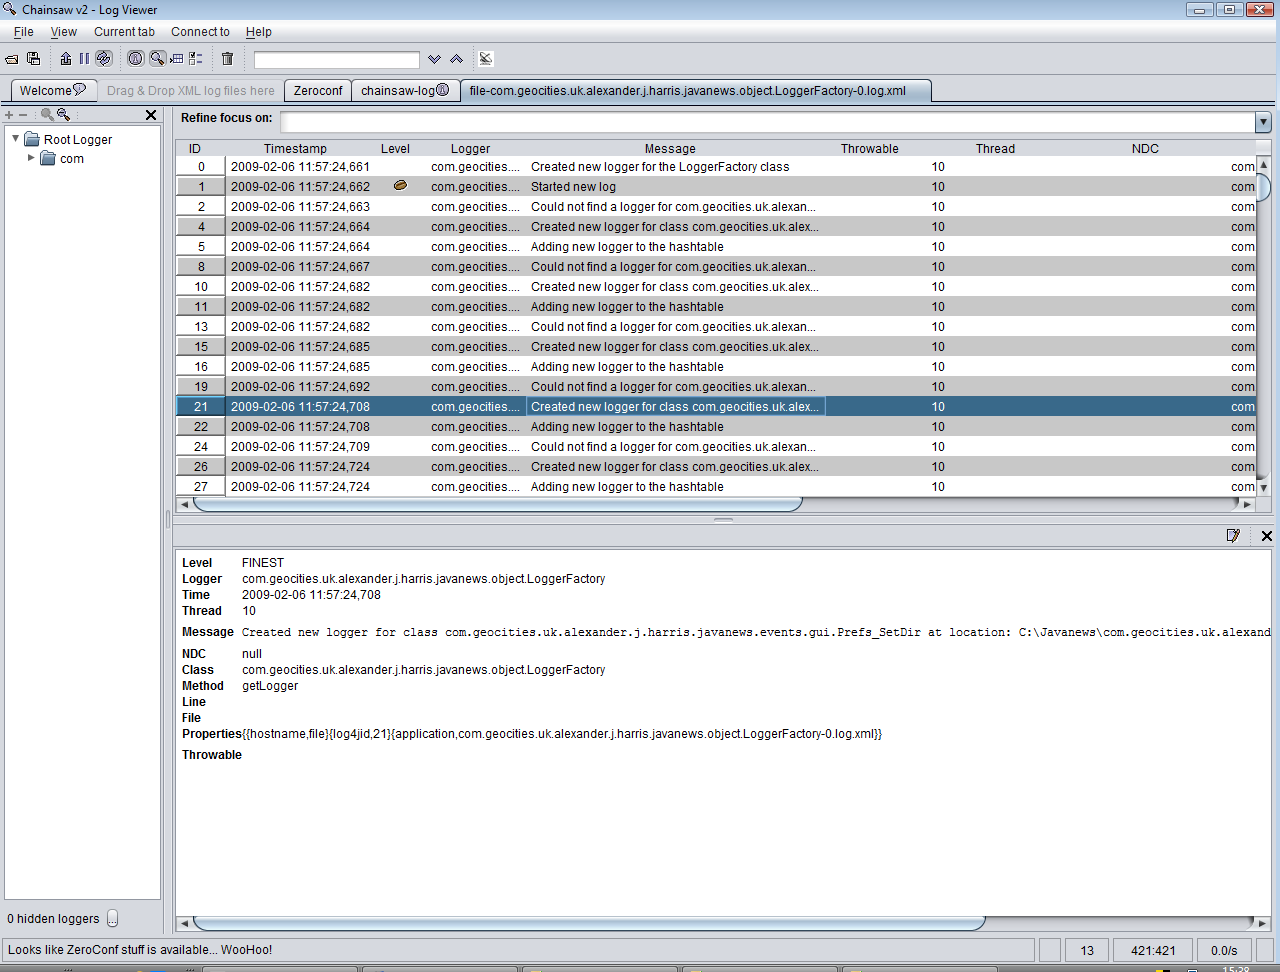 Chainsaw v2 - Log Viewer
File View Current tab Connect to Help
Welcome Drag & Drop XML log files here Zeroconf chainsaw-log file-com.geocities.uk.alexander.j.harris.javanews.object.LoggerFactory-0.log.xml
Refine focus on:
Root Logger
com
ID Timestamp Level Logger Message Throwable Thread NDC
0 2009-02-06 11:57:24,661 com.geocities.... Created new logger for the LoggerFactory class 10 com
1 2009-02-06 11:57:24,662 com.geocities.... Started new log 10 com
2 2009-02-06 11:57:24,663 com.geocities.... Could not find a logger for com.geocities.uk.alexan... 10 com
4 2009-02-06 11:57:24,664 com.geocities.... Created new logger for class com.geocities.uk.alex... 10 com
5 2009-02-06 11:57:24,664 com.geocities.... Adding new logger to the hashtable 10 com
8 2009-02-06 11:57:24,667 com.geocities.... Could not find a logger for com.geocities.uk.alexan... 10 com
10 2009-02-06 11:57:24,682 com.geocities.... Created new logger for class com.geocities.uk.alex... 10 com
11 2009-02-06 11:57:24,682 com.geocities.... Adding new logger to the hashtable 10 com
13 2009-02-06 11:57:24,682 com.geocities.... Could not find a logger for com.geocities.uk.alexan... 10 com
15 2009-02-06 11:57:24,685 com.geocities.... Created new logger for class com.geocities.uk.alex... 10 com
16 2009-02-06 11:57:24,685 com.geocities.... Adding new logger to the hashtable 10 com
19 2009-02-06 11:57:24,692 com.geocities.... Could not find a logger for com.geocities.uk.alexan... 10 com
21 2009-02-06 11:57:24,708 com.geocities.... Created new logger for class com.geocities.uk.alex... 10 com
22 2009-02-06 11:57:24,708 com.geocities.... Adding new logger to the hashtable 10 com
24 2009-02-06 11:57:24,709 com.geocities.... Could not find a logger for com.geocities.uk.alexan... 10 com
26 2009-02-06 11:57:24,724 com.geocities.... Created new logger for class com.geocities.uk.alex... 10 com
27 2009-02-06 11:57:24,724 com.geocities.... Adding new logger to the hashtable 10 com
Level FINEST
Logger com.geocities.uk.alexander.j.harris.javanews.object.LoggerFactory
Time 2009-02-06 11:57:24,708
Thread 10
Message Created new logger for class com.geocities.uk.alexander.j.harris.javanews.events.gui.Prefs_SetDir at location: C:\Javanews\com.geocities.uk.alexand
NDC null
Class com.geocities.uk.alexander.j.harris.javanews.object.LoggerFactory
Method getLogger
Line
File
Properties{{hostname,file}{log4jid,21}{application,com.geocities.uk.alexander.j.harris.javanews.object.LoggerFactory-0.log.xml}}
Throwable
0 hidden loggers ...
Looks like ZeroConf stuff is available... WooHoo! 13 421:421 0.0/s